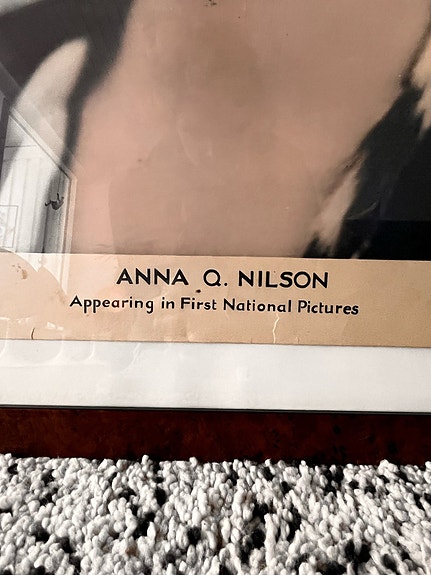 ANNA Q. NILSON
Appearing in First National Pictures